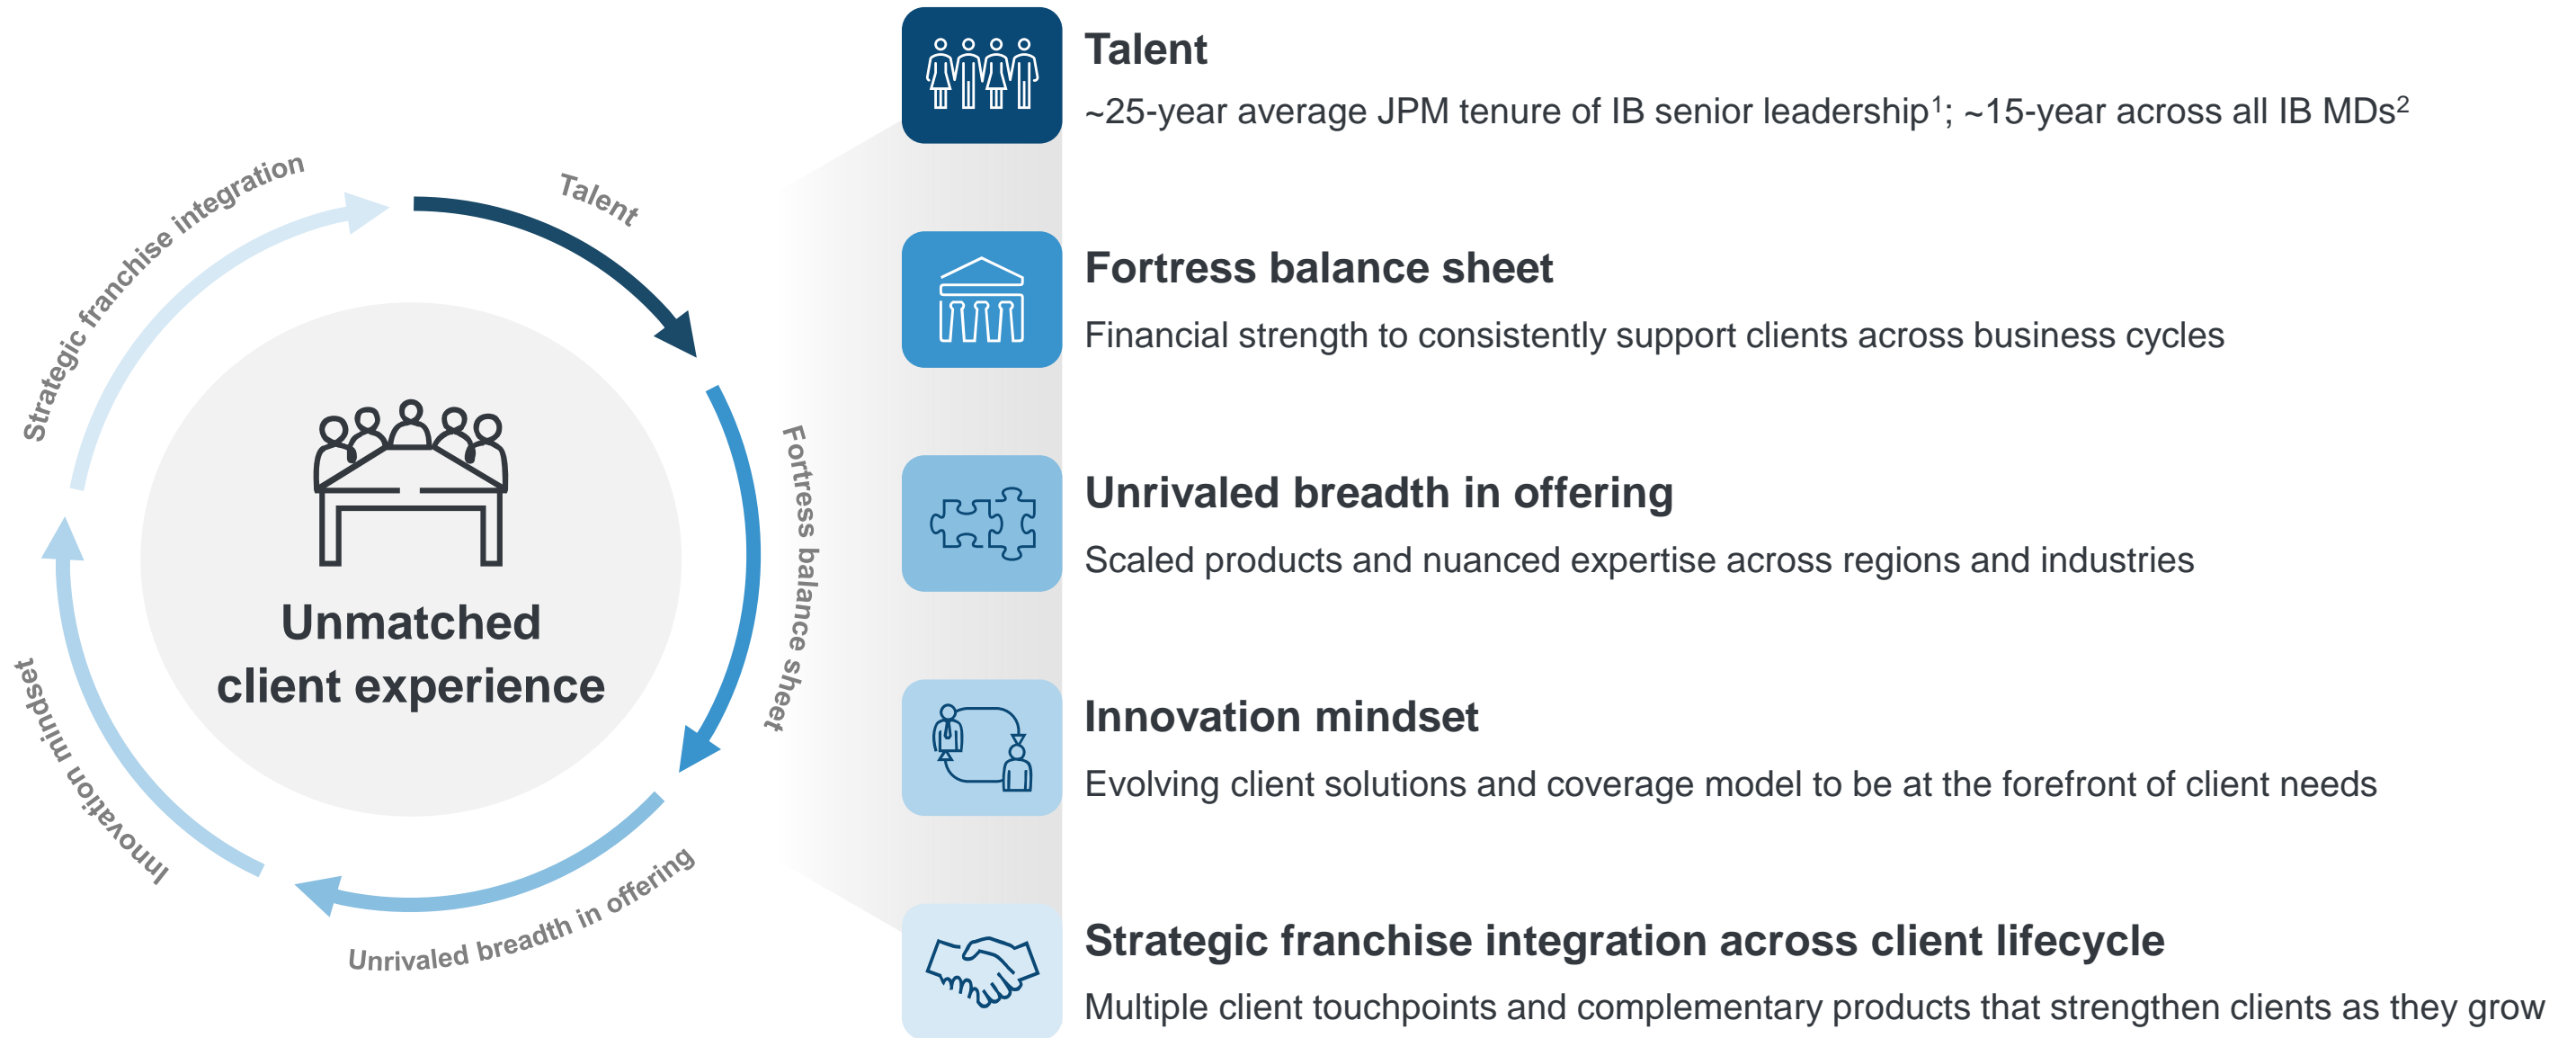 Strategic franchise integration
Talent
Fortress balance sheet
Unrivaled breadth in offering
Innovation mindset
Unmatched
client experience
Talent
~25-year average JPM tenure of IB senior leadership¹; ~15-year across all IB MDs²
Fortress balance sheet
Financial strength to consistently support clients across business cycles
Unrivaled breadth in offering
Scaled products and nuanced expertise across regions and industries
Innovation mindset
Evolving client solutions and coverage model to be at the forefront of client needs
Strategic franchise integration across client lifecycle
Multiple client touchpoints and complementary products that strengthen clients as they grow